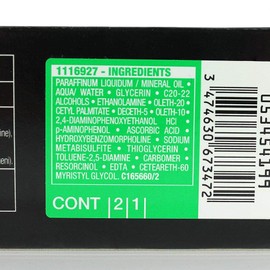 1116927 - INGREDIENTS
PARAFFINUM LIQUIDUM / MINERAL OIL •
AQUA/ WATER • GLYCERIN • C20-22
ALCOHOLS • ETHANOLAMINE • OLETH-20 •
CETYL PALMITATE • DECETH-5 • OLETH-10 •
2,4-DIAMINOPHENOXYETHANOL HCl •
p-AMINOPHENOL • ASCORBIC ACID •
HYDROXYBENZOMORPHOLINE • SODIUM
METABISULFITE • THIOGLYCERIN •
TOLUENE-2,5-DIAMINE • CARBOMER •
RESORCINOL • EDTA • CETEARETH-60
MYRISTYL GLYCOL. C165600/2
CONT 2 1
3 474630 673472